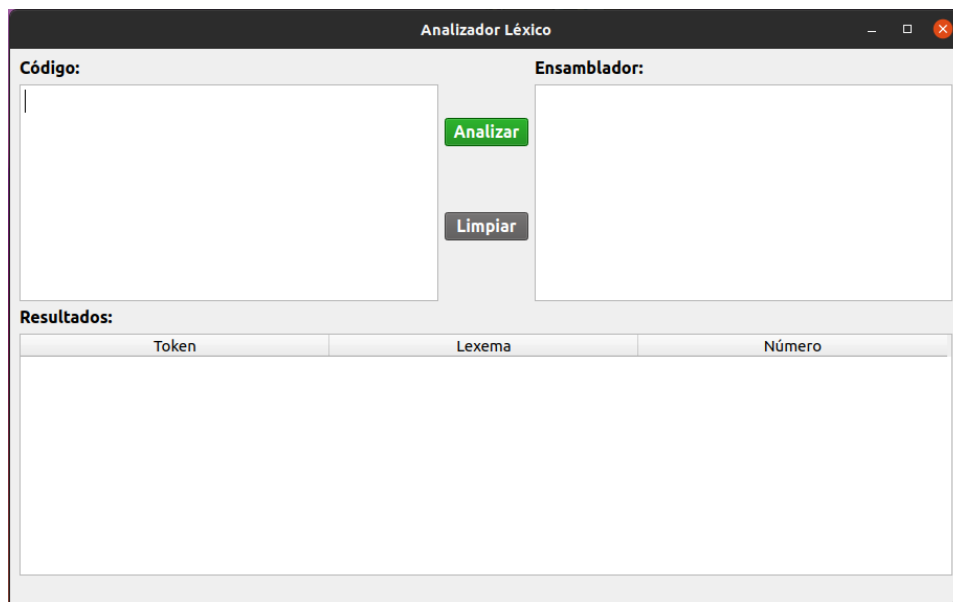 Analizador Léxico
Código:
Ensamblador:
Analizar
Limpiar
Resultados:
Token Lexema Número